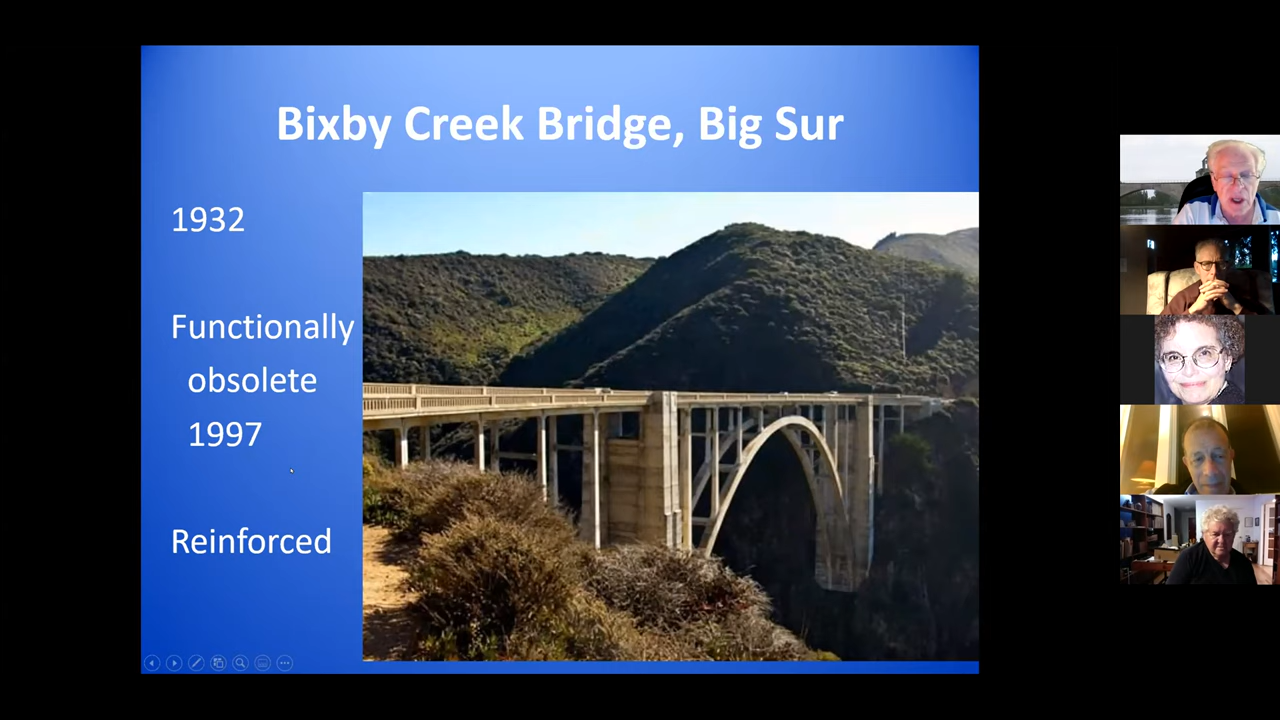 Bixby Creek Bridge, Big Sur
1932
Functionally
obsolete
1997
Reinforced